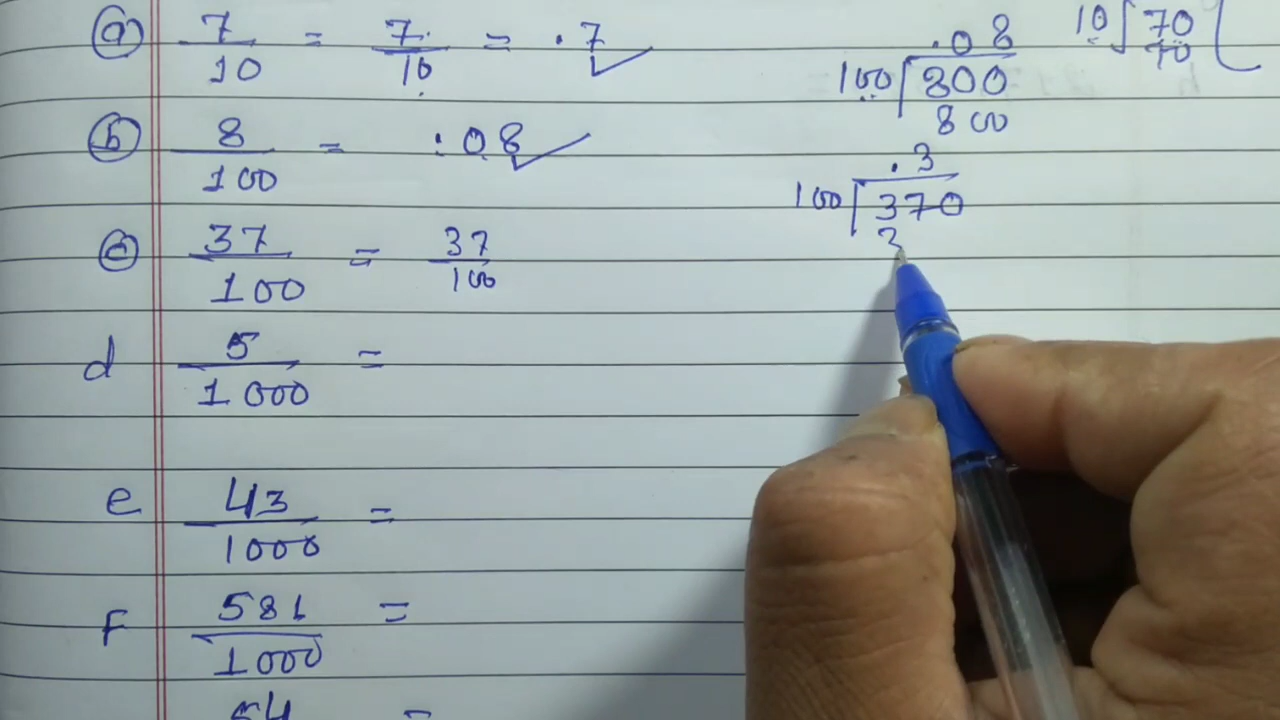 a 7/10 = 7./10 = .7
b 8/100 = .08
c 37/100 = 37/100
d 5/1000 =
e 43/1000 =
F 581/1000 =
54 =
.08
100 800
800
10 70
70
.3
100 370
3